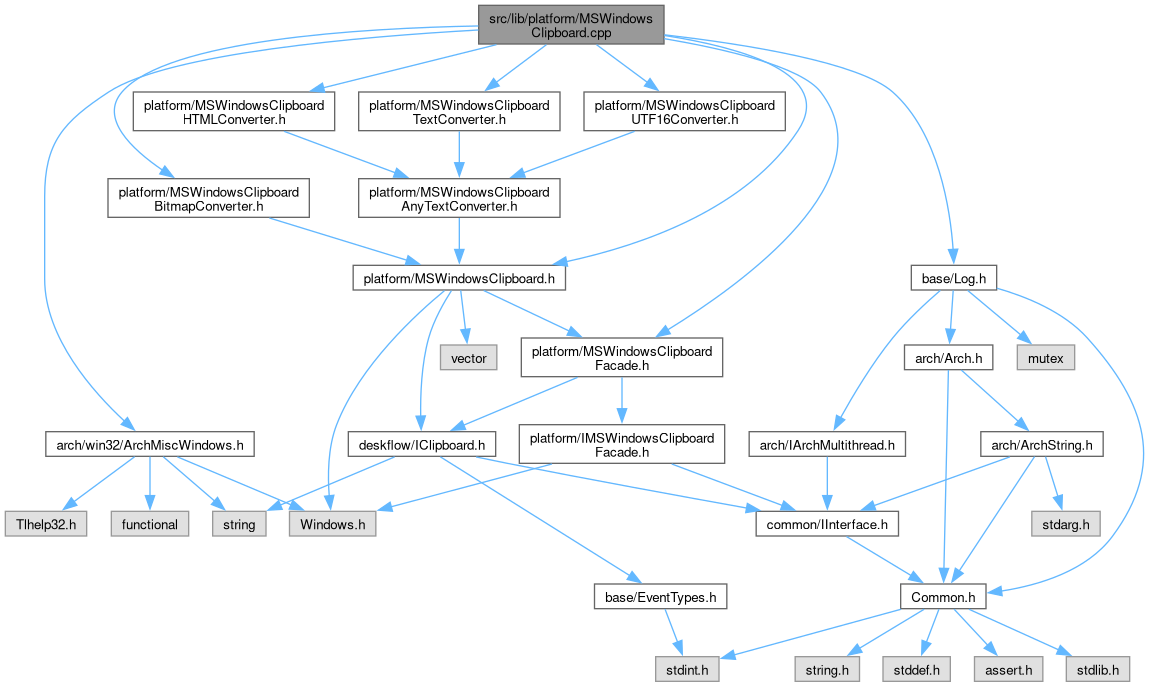 src/lib/platform/MSWindows
Clipboard.cpp
platform/MSWindowsClipboard
HTMLConverter.h
platform/MSWindowsClipboard
TextConverter.h
platform/MSWindowsClipboard
UTF16Converter.h
platform/MSWindowsClipboard
BitmapConverter.h
platform/MSWindowsClipboard
AnyTextConverter.h
platform/MSWindowsClipboard.h
base/Log.h
vector
platform/MSWindowsClipboard
Facade.h
arch/Arch.h
mutex
arch/win32/ArchMiscWindows.h
deskflow/IClipboard.h
platform/IMSWindowsClipboard
Facade.h
arch/IArchMultithread.h
arch/ArchString.h
Tlhelp32.h
functional
string
Windows.h
common/IInterface.h
stdarg.h
base/EventTypes.h
Common.h
stdint.h
string.h
stddef.h
assert.h
stdlib.h